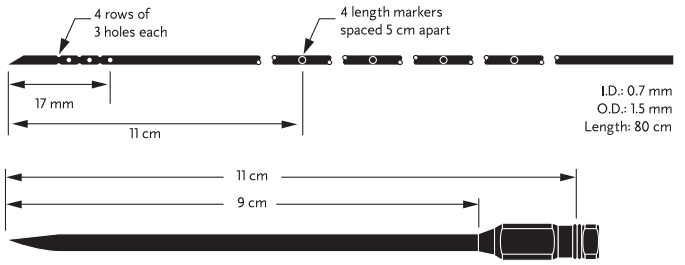 4 rows of
3 holes each
4 length markers
spaced 5 cm apart
17 mm
11 cm
I.D.: 0.7 mm
O.D.: 1.5 mm
Length: 80 cm
11 cm
9 cm